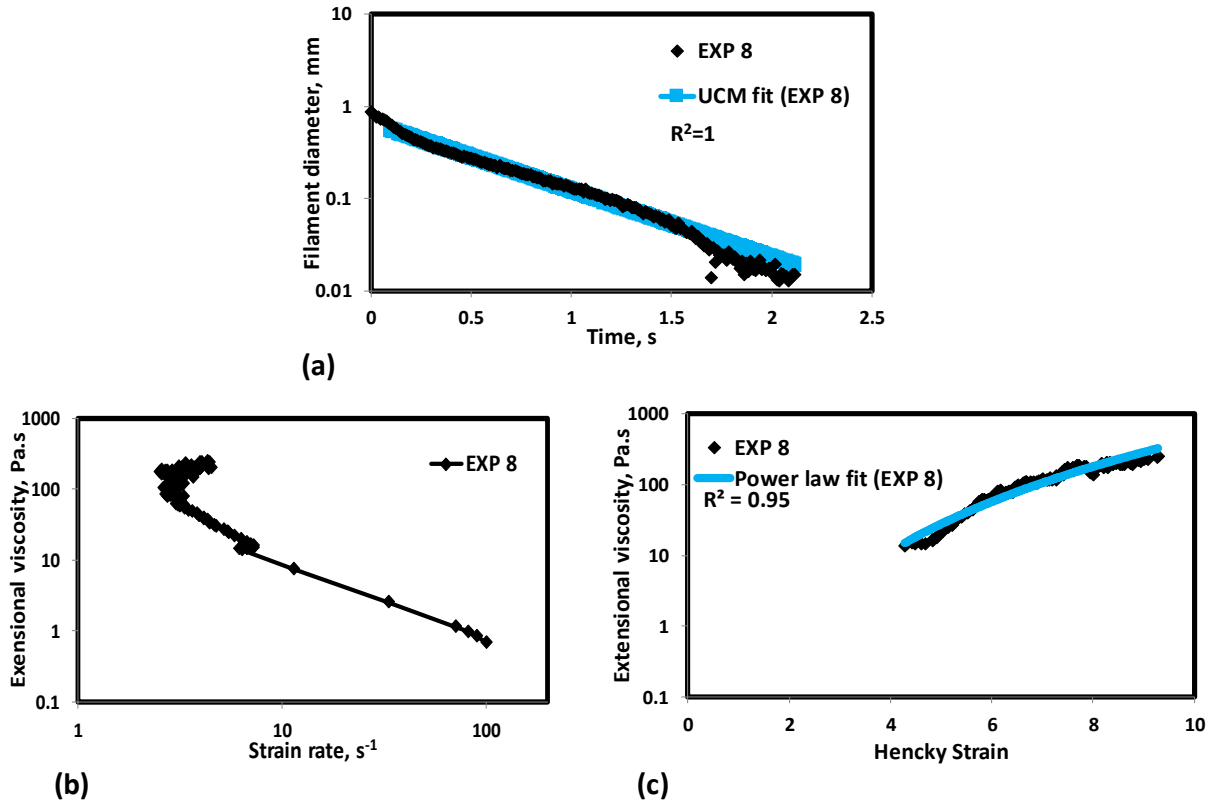 10
1
0.1
0.01
0
0.5
1
1.5
2
2.5
Filament diameter, mm
Time, s
EXP 8
UCM fit (EXP 8)
R²=1
(a)
1000
100
10
1
0.1
1
10
100
Exensional viscosity, Pa.s
Strain rate, s⁻¹
EXP 8
(b)
1000
100
10
1
0.1
0
2
4
6
8
10
Extensional viscosity, Pa.s
Hencky Strain
EXP 8
Power law fit (EXP 8)
R² = 0.95
(c)